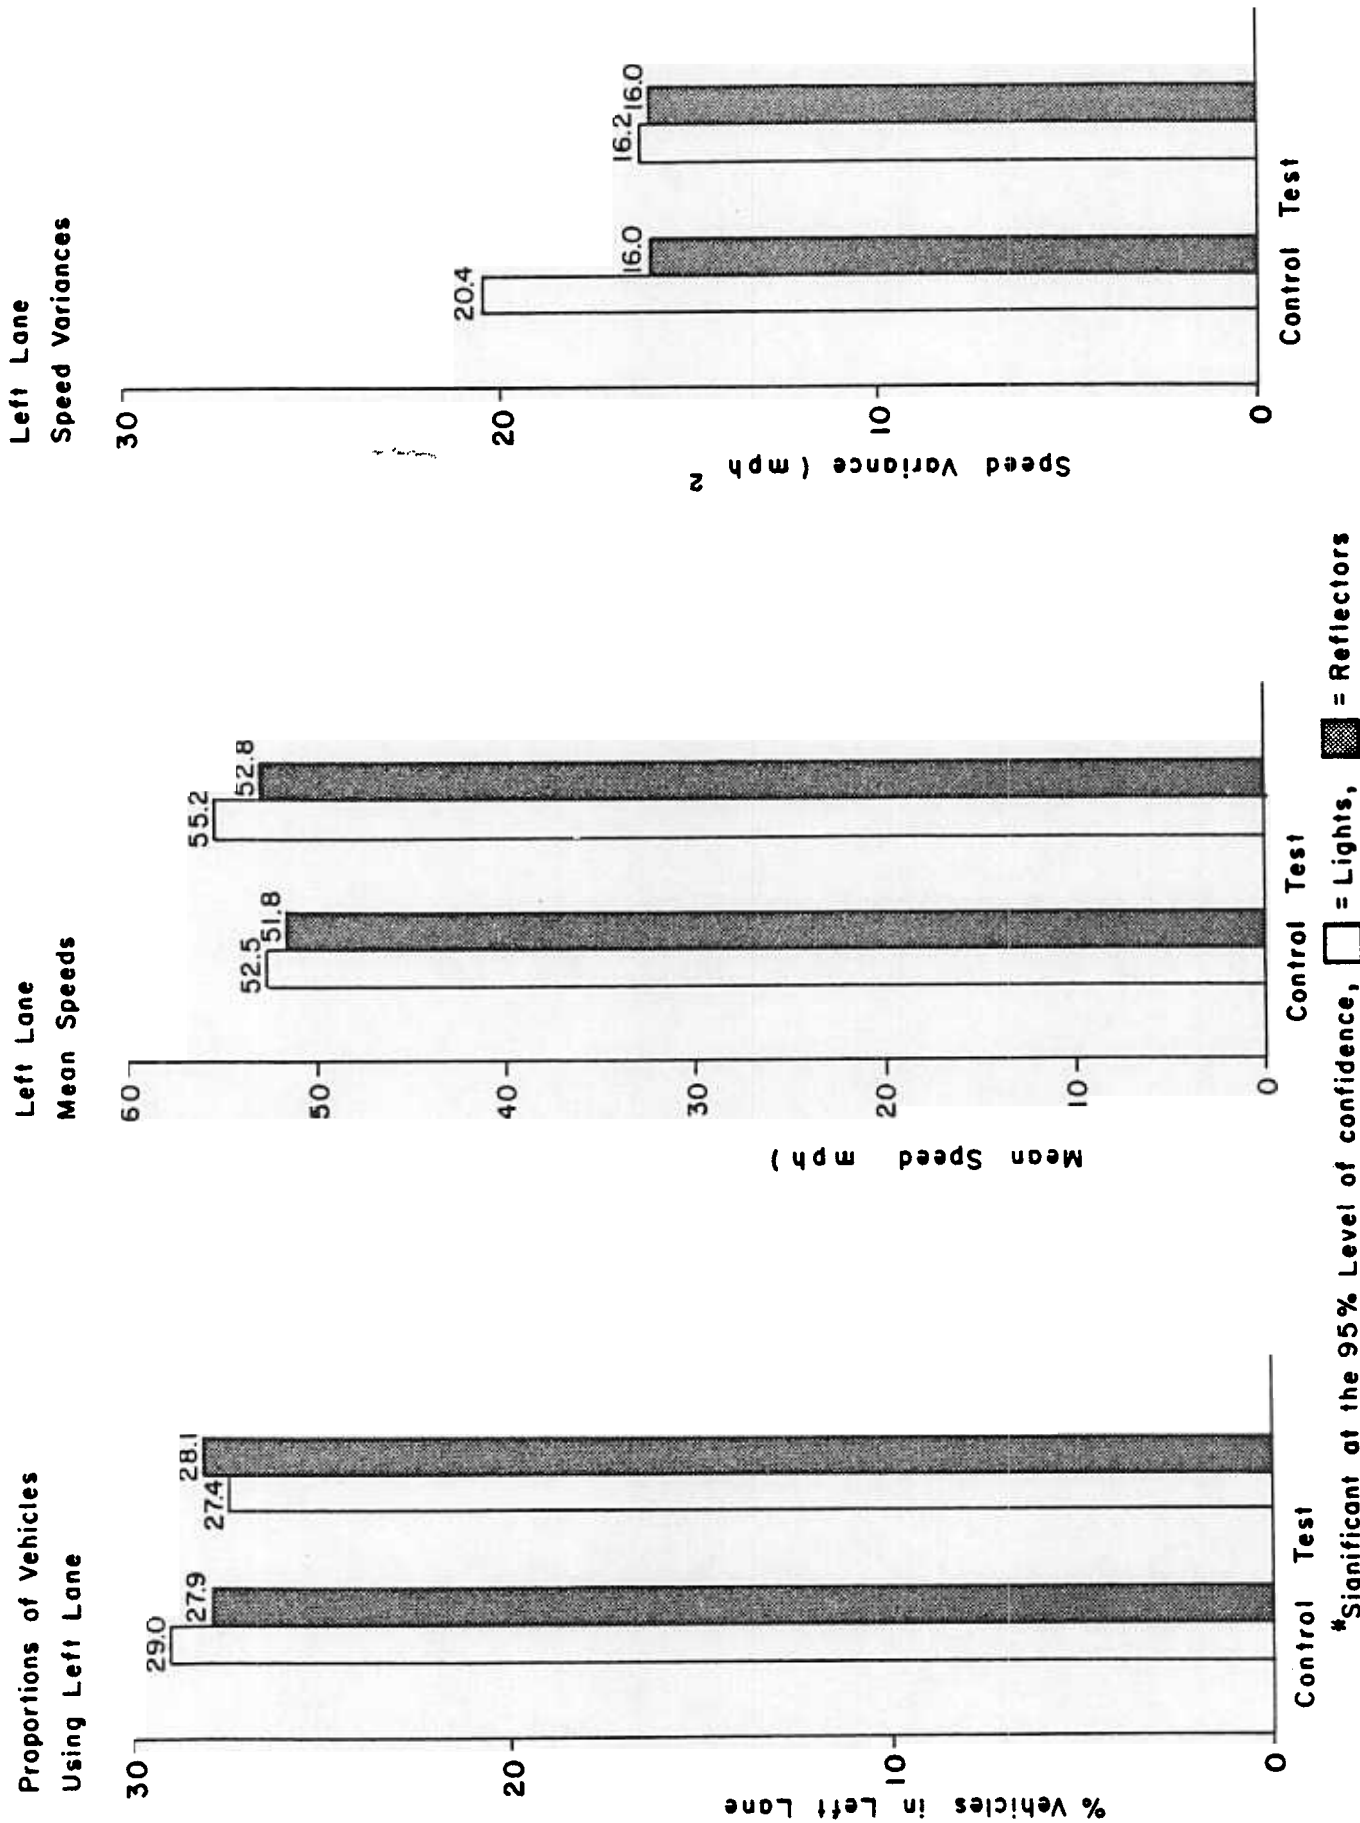 Proportions of Vehicles
Using Left Lane
30
20
10
0
% Vehicles in Left Lane
29.0
27.9
27.4
28.1
Control Test
Left Lane
Mean Speeds
60
50
40
30
20
10
0
Mean Speed mph)
52.5
51.8
55.2
52.8
Control Test
Left Lane
Speed Variances
30
20
10
0
Speed Variance (mph 2
20.4
16.0
16.2
16.0
Control Test
*Significant at the 95% Level of confidence, = Lights, = Reflectors